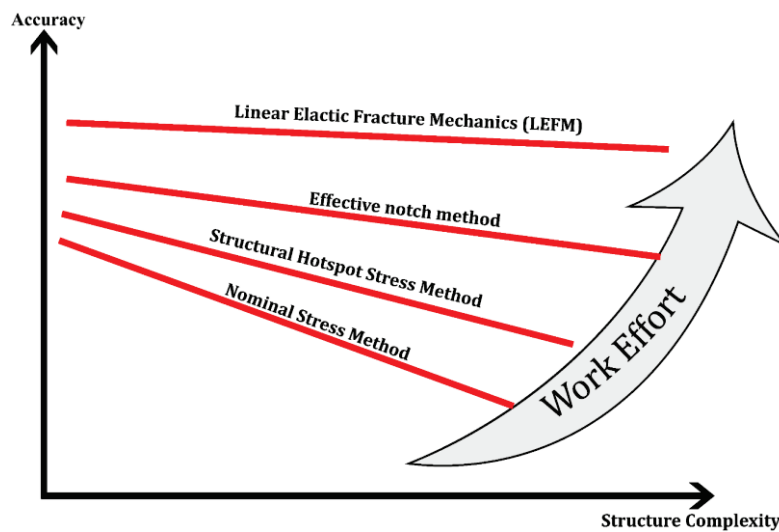 Accuracy
Linear Elactic Fracture Mechanics (LEFM)
Effective notch method
Structural Hotspot Stress Method
Nominal Stress Method
Work Effort
Structure Complexity